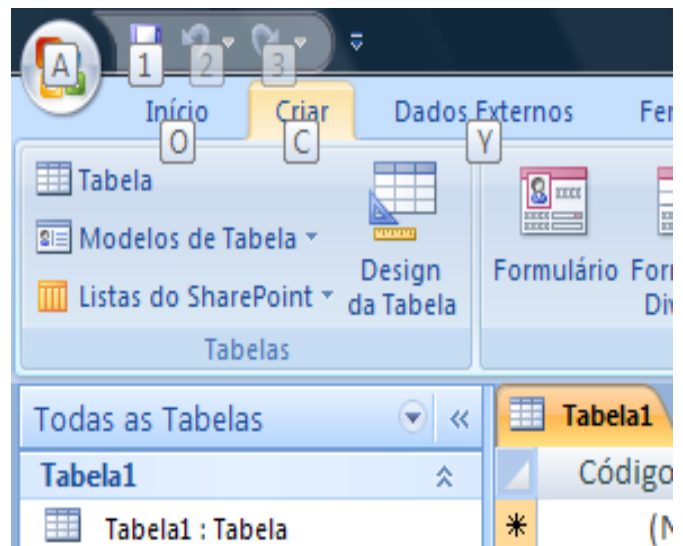 A 1 2 3
Início Criar Dados Externos
O C Y
Tabela
Modelos de Tabela
Listas do SharePoint
Design
da Tabela
Tabelas
Formulário
Todas as Tabelas
Tabela1
Tabela1 : Tabela
Tabela1
Código